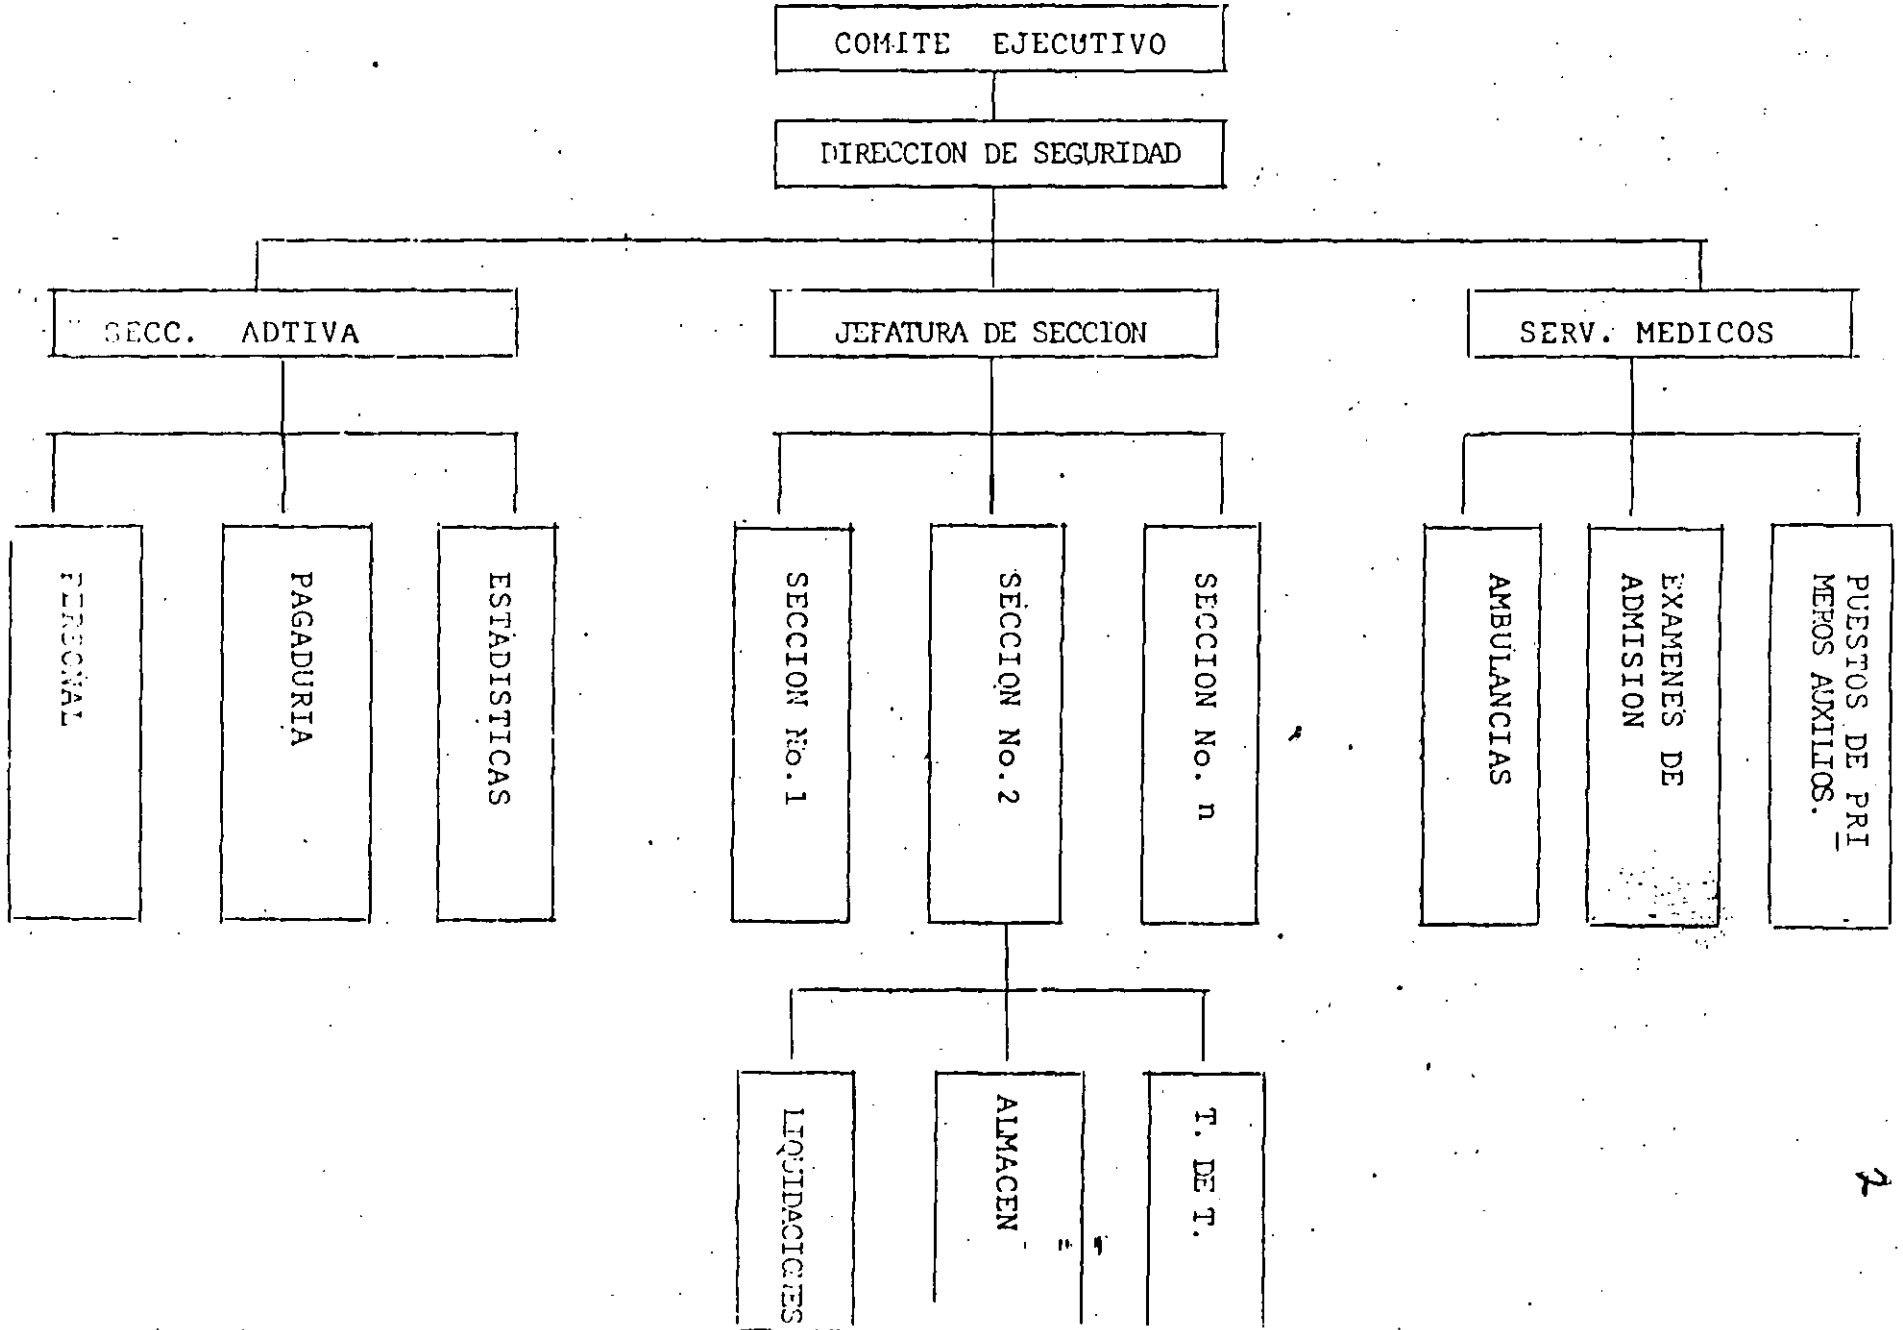 COMITE EJECUTIVO
DIRECCION DE SEGURIDAD
SECC. ADTIVA
JEFATURA DE SECCION
SERV. MEDICOS
PERSONAL
PAGADURIA
ESTADISTICAS
SECCION No.1
SECCION No.2
SECCION No. n
AMBULANCIAS
EXAMENES DE
ADMISION
PUESTOS DE PRI
MEROS AUXILIOS.
LIQUIDACIONES
ALMACEN
T. DE T.
2